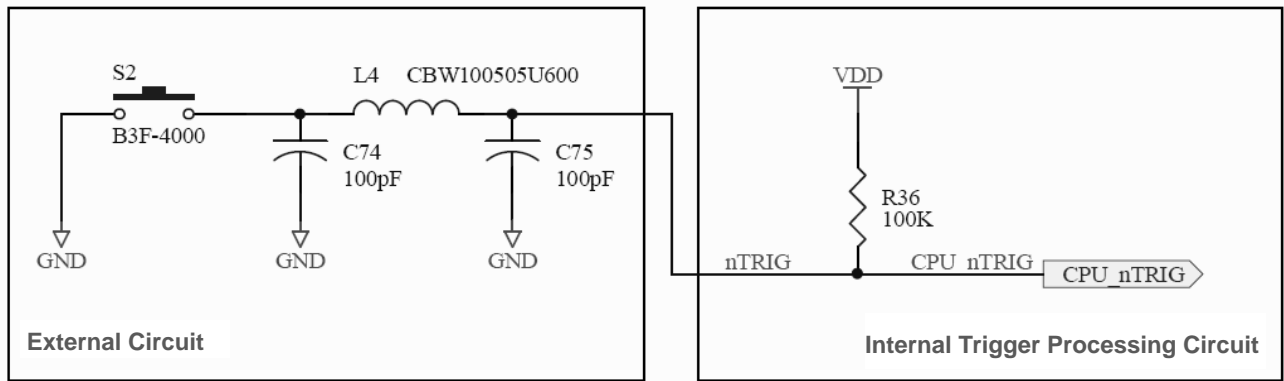 S2
B3F-4000
L4 CBW100505U600
C74
100pF
C75
100pF
GND
GND
GND
External Circuit
VDD
R36
100K
nTRIG
CPU_nTRIG
CPU_nTRIG
Internal Trigger Processing Circuit